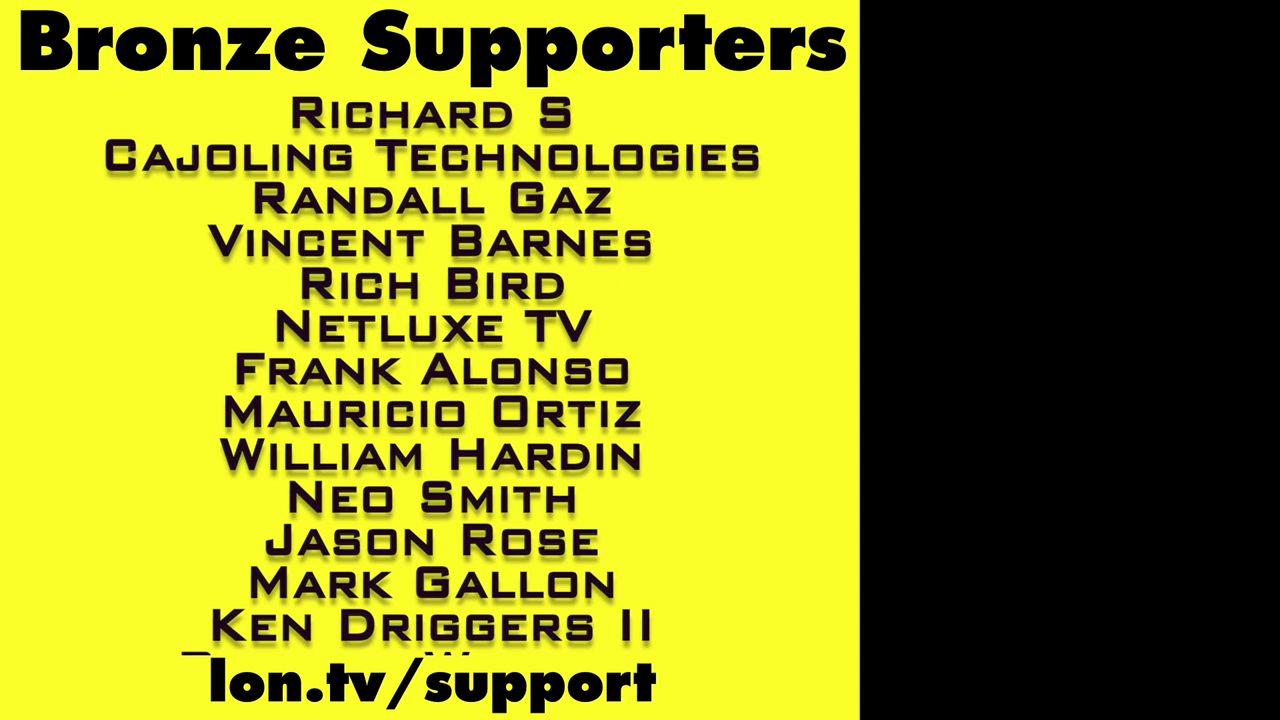 Bronze Supporters
Richard S
Cajoling Technologies
Randall Gaz
Vincent Barnes
Rich Bird
Netluxe TV
Frank Alonso
Mauricio Ortiz
William Hardin
Neo Smith
Jason Rose
Mark Gallon
Ken Driggers II
lon.tv/support